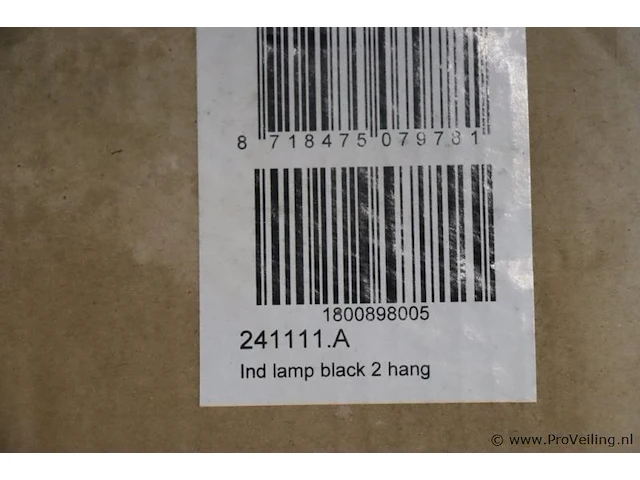 8 718475 079781
1800898005
241111.A
Ind lamp black 2 hang
© www.ProVeiling.nl